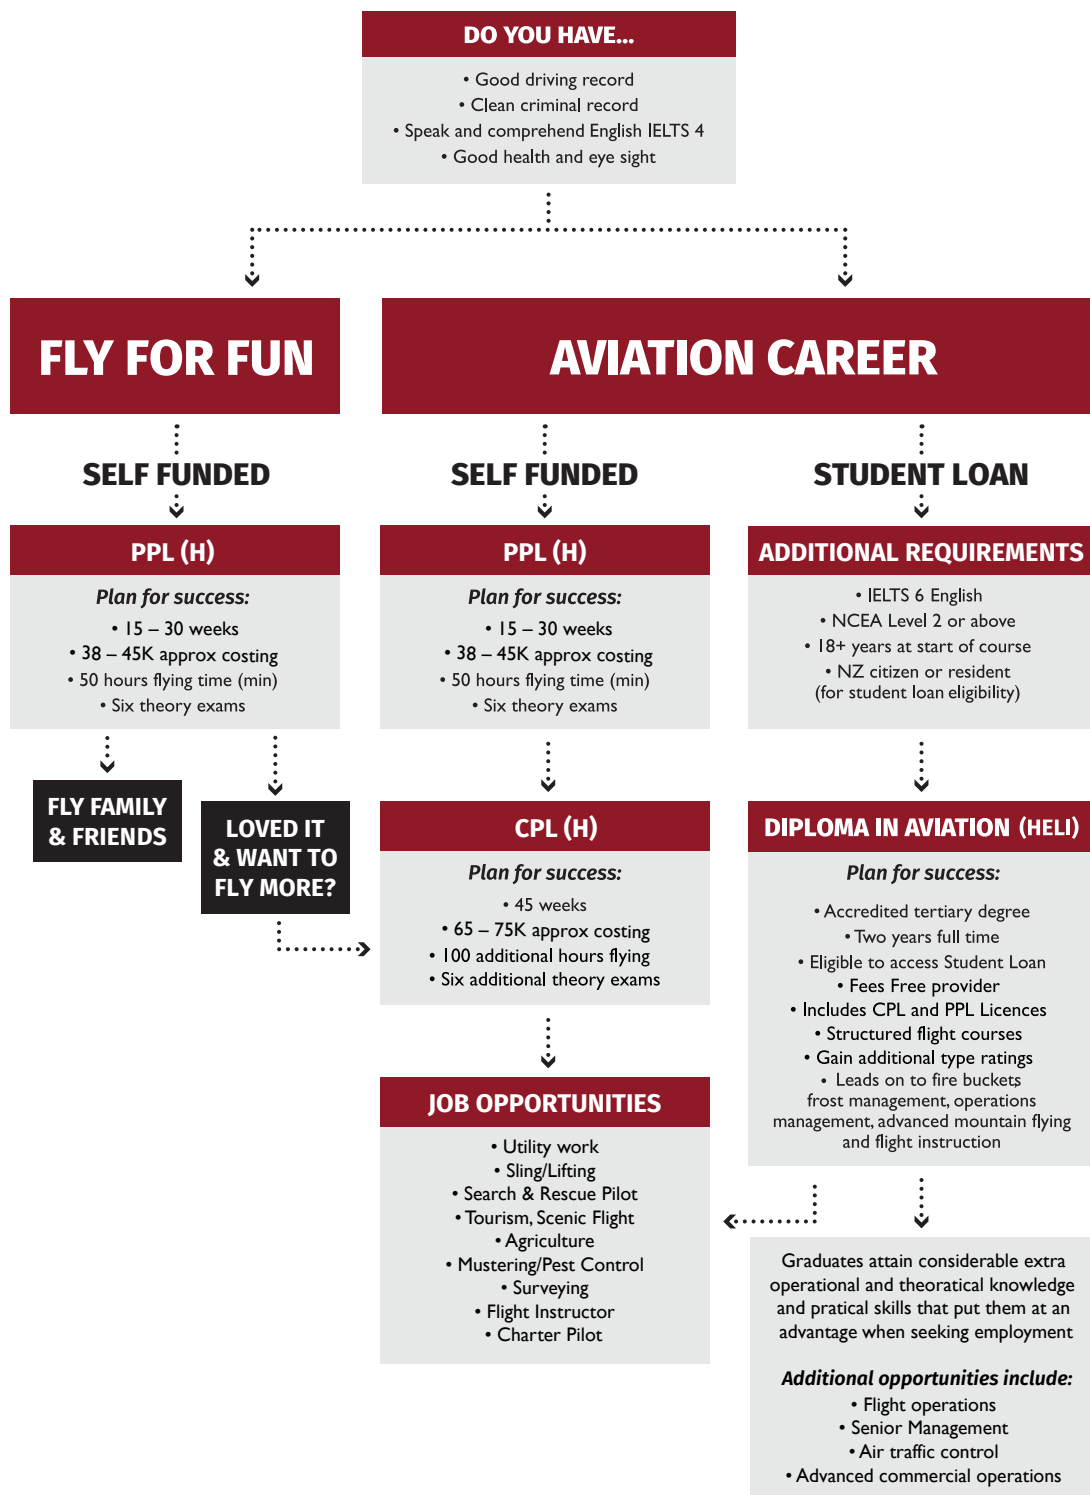 DO YOU HAVE...
• Good driving record
• Clean criminal record
• Speak and comprehend English IELTS 4
• Good health and eye sight
FLY FOR FUN
AVIATION CAREER
SELF FUNDED
PPL (H)
Plan for success:
• 15 – 30 weeks
• 38 – 45K approx costing
• 50 hours flying time (min)
• Six theory exams
FLY FAMILY
& FRIENDS
LOVED IT
& WANT TO
FLY MORE?
SELF FUNDED
PPL (H)
Plan for success:
• 15 – 30 weeks
• 38 – 45K approx costing
• 50 hours flying time (min)
• Six theory exams
CPL (H)
Plan for success:
• 45 weeks
• 65 – 75K approx costing
• 100 additional hours flying
• Six additional theory exams
JOB OPPORTUNITIES
• Utility work
• Sling/Lifting
• Search & Rescue Pilot
• Tourism, Scenic Flight
• Agriculture
• Mustering/Pest Control
• Surveying
• Flight Instructor
• Charter Pilot
STUDENT LOAN
ADDITIONAL REQUIREMENTS
• IELTS 6 English
• NCEA Level 2 or above
• 18+ years at start of course
• NZ citizen or resident
(for student loan eligibility)
DIPLOMA IN AVIATION (HELI)
Plan for success:
• Accredited tertiary degree
• Two years full time
• Eligible to access Student Loan
• Fees Free provider
• Includes CPL and PPL Licences
• Structured flight courses
• Gain additional type ratings
• Leads on to fire buckets,
frost management, operations
management, advanced mountain flying
and flight instruction
Graduates attain considerable extra
operational and theoratical knowledge
and pratical skills that put them at an
advantage when seeking employment
Additional opportunities include:
• Flight operations
• Senior Management
• Air traffic control
• Advanced commercial operations